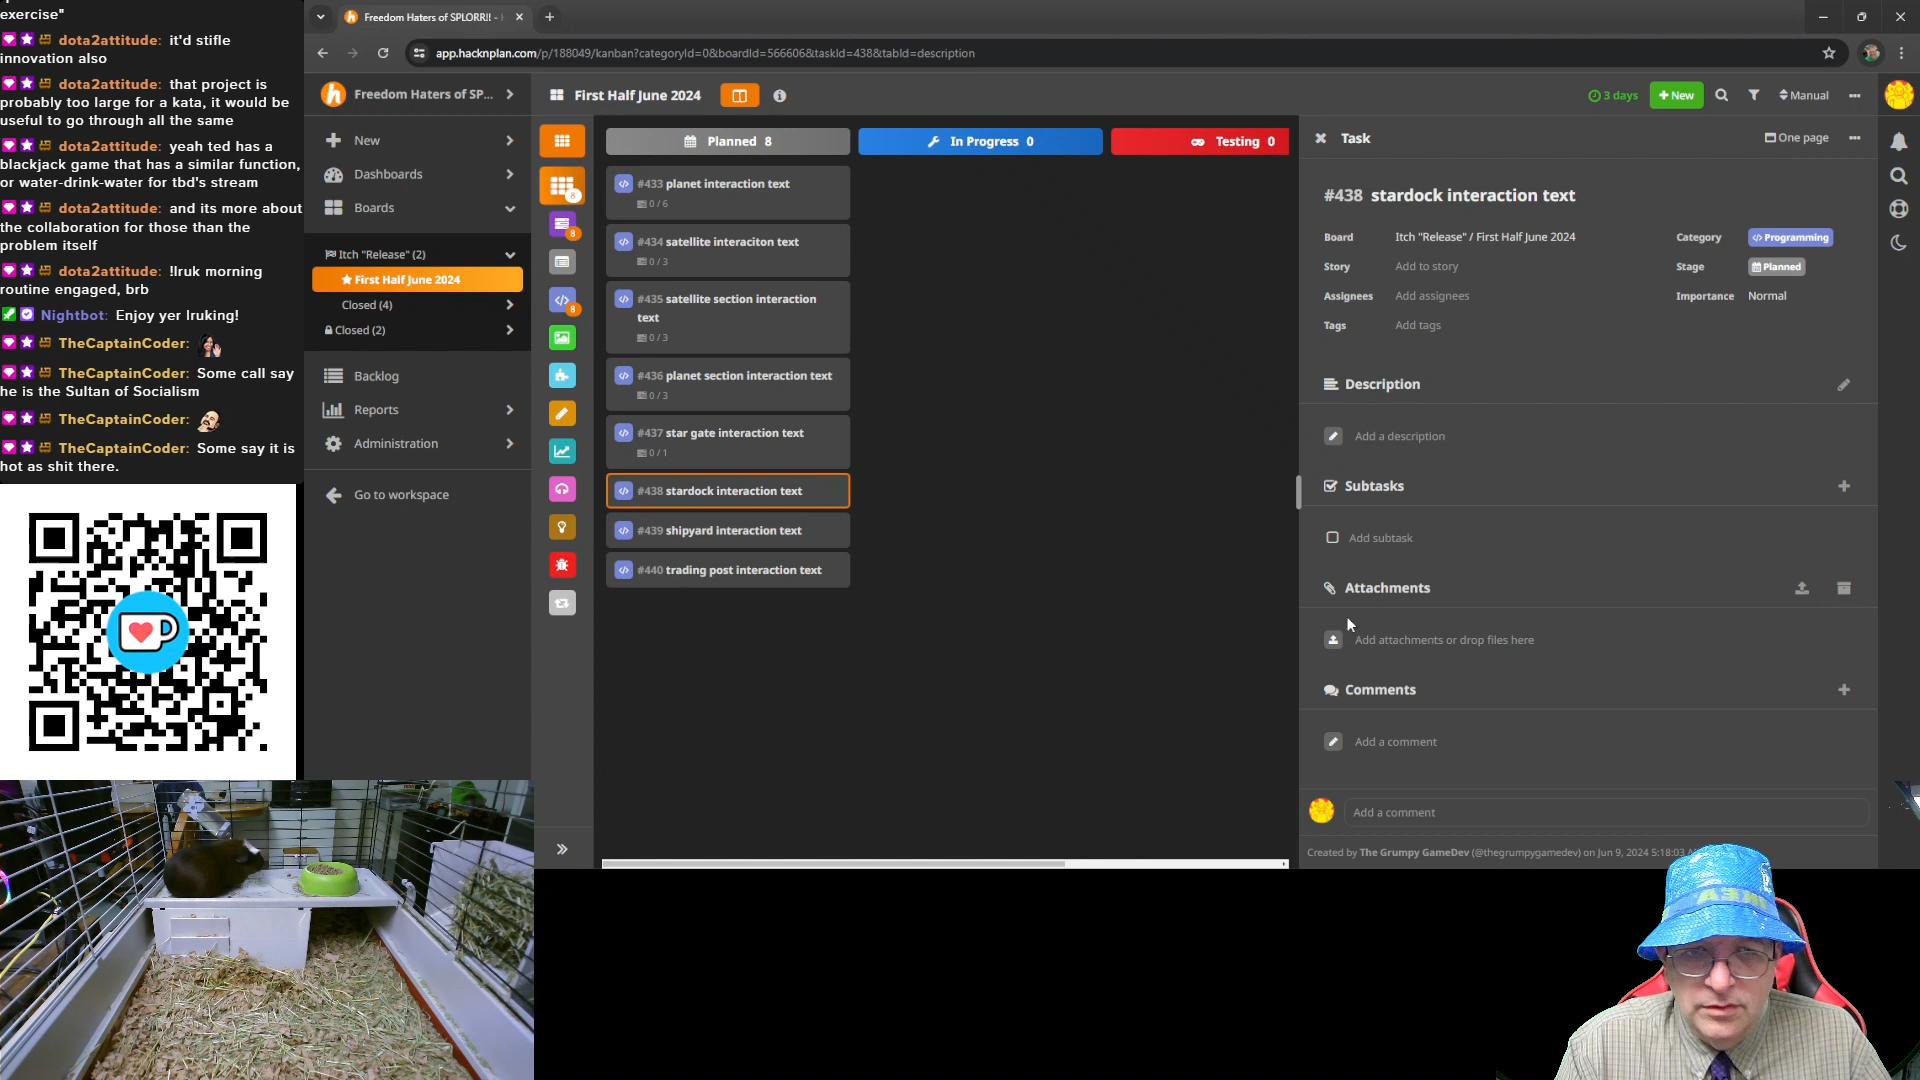 exercise"
dota2attitude: it'd stifle
innovation also
dota2attitude: that project is
probably too large for a kata, it would be
useful to go through all the same
dota2attitude: yeah ted has a
blackjack game that has a similar function,
or water-drink-water for tbd's stream
dota2attitude: and its more about
the collaboration for those than the
problem itself
dota2attitude: !lruk morning
routine engaged, brb
Nightbot: Enjoy yer lruking!
TheCaptainCoder:
TheCaptainCoder: Some call say
he is the Sultan of Socialism
TheCaptainCoder:
TheCaptainCoder: Some say it is
hot as shit there.
Freedom Haters of SPLORR!! -
app.hacknplan.com/p/188049/kanban?categoryId=0&boardId=566606&taskId=438&tabId=description
Freedom Haters of SP...
New
Dashboards
Boards
Itch "Release" (2)
First Half June 2024
Closed (4)
Closed (2)
Backlog
Reports
Administration
Go to workspace
First Half June 2024
3 days
New
Manual
8
8
8
Planned 8
In Progress 0
Testing 0
#433 planet interaction text
0 / 6
#434 satellite interaciton text
0 / 3
#435 satellite section interaction
text
0 / 3
#436 planet section interaction text
0 / 3
#437 star gate interaction text
0 / 1
#438 stardock interaction text
#439 shipyard interaction text
#440 trading post interaction text
Task
One page
#438 stardock interaction text
Board Itch "Release" / First Half June 2024
Category Programming
Story Add to story
Stage Planned
Assignees Add assignees
Importance Normal
Tags Add tags
Description
Add a description
Subtasks
Add subtask
Attachments
Add attachments or drop files here
Comments
Add a comment
Add a comment
Created by The Grumpy GameDev (@thegrumpygamedev) on Jun 9, 2024 5:18:03